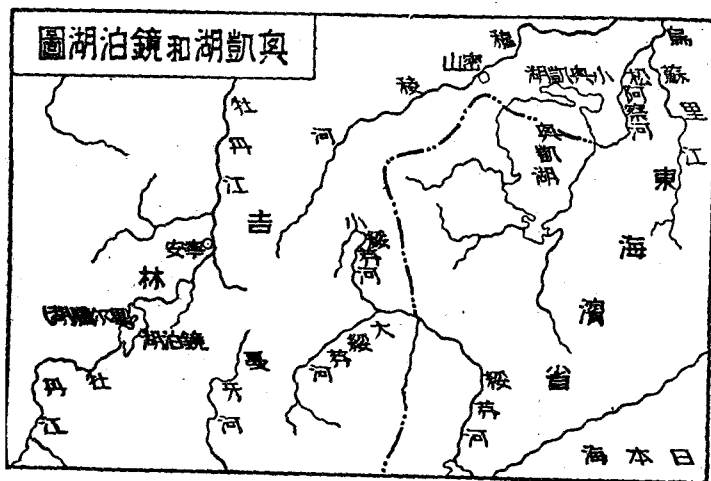 興凱湖和鏡泊湖圖
烏蘇里江
松阿察河
小興凱湖
興凱湖
密山
穆稜河
牡丹江
吉林
寧安
鏡泊湖
牡丹江
嘎牙河
小綏芬河
大綏芬河
綏芬河
東海濱省
日本海